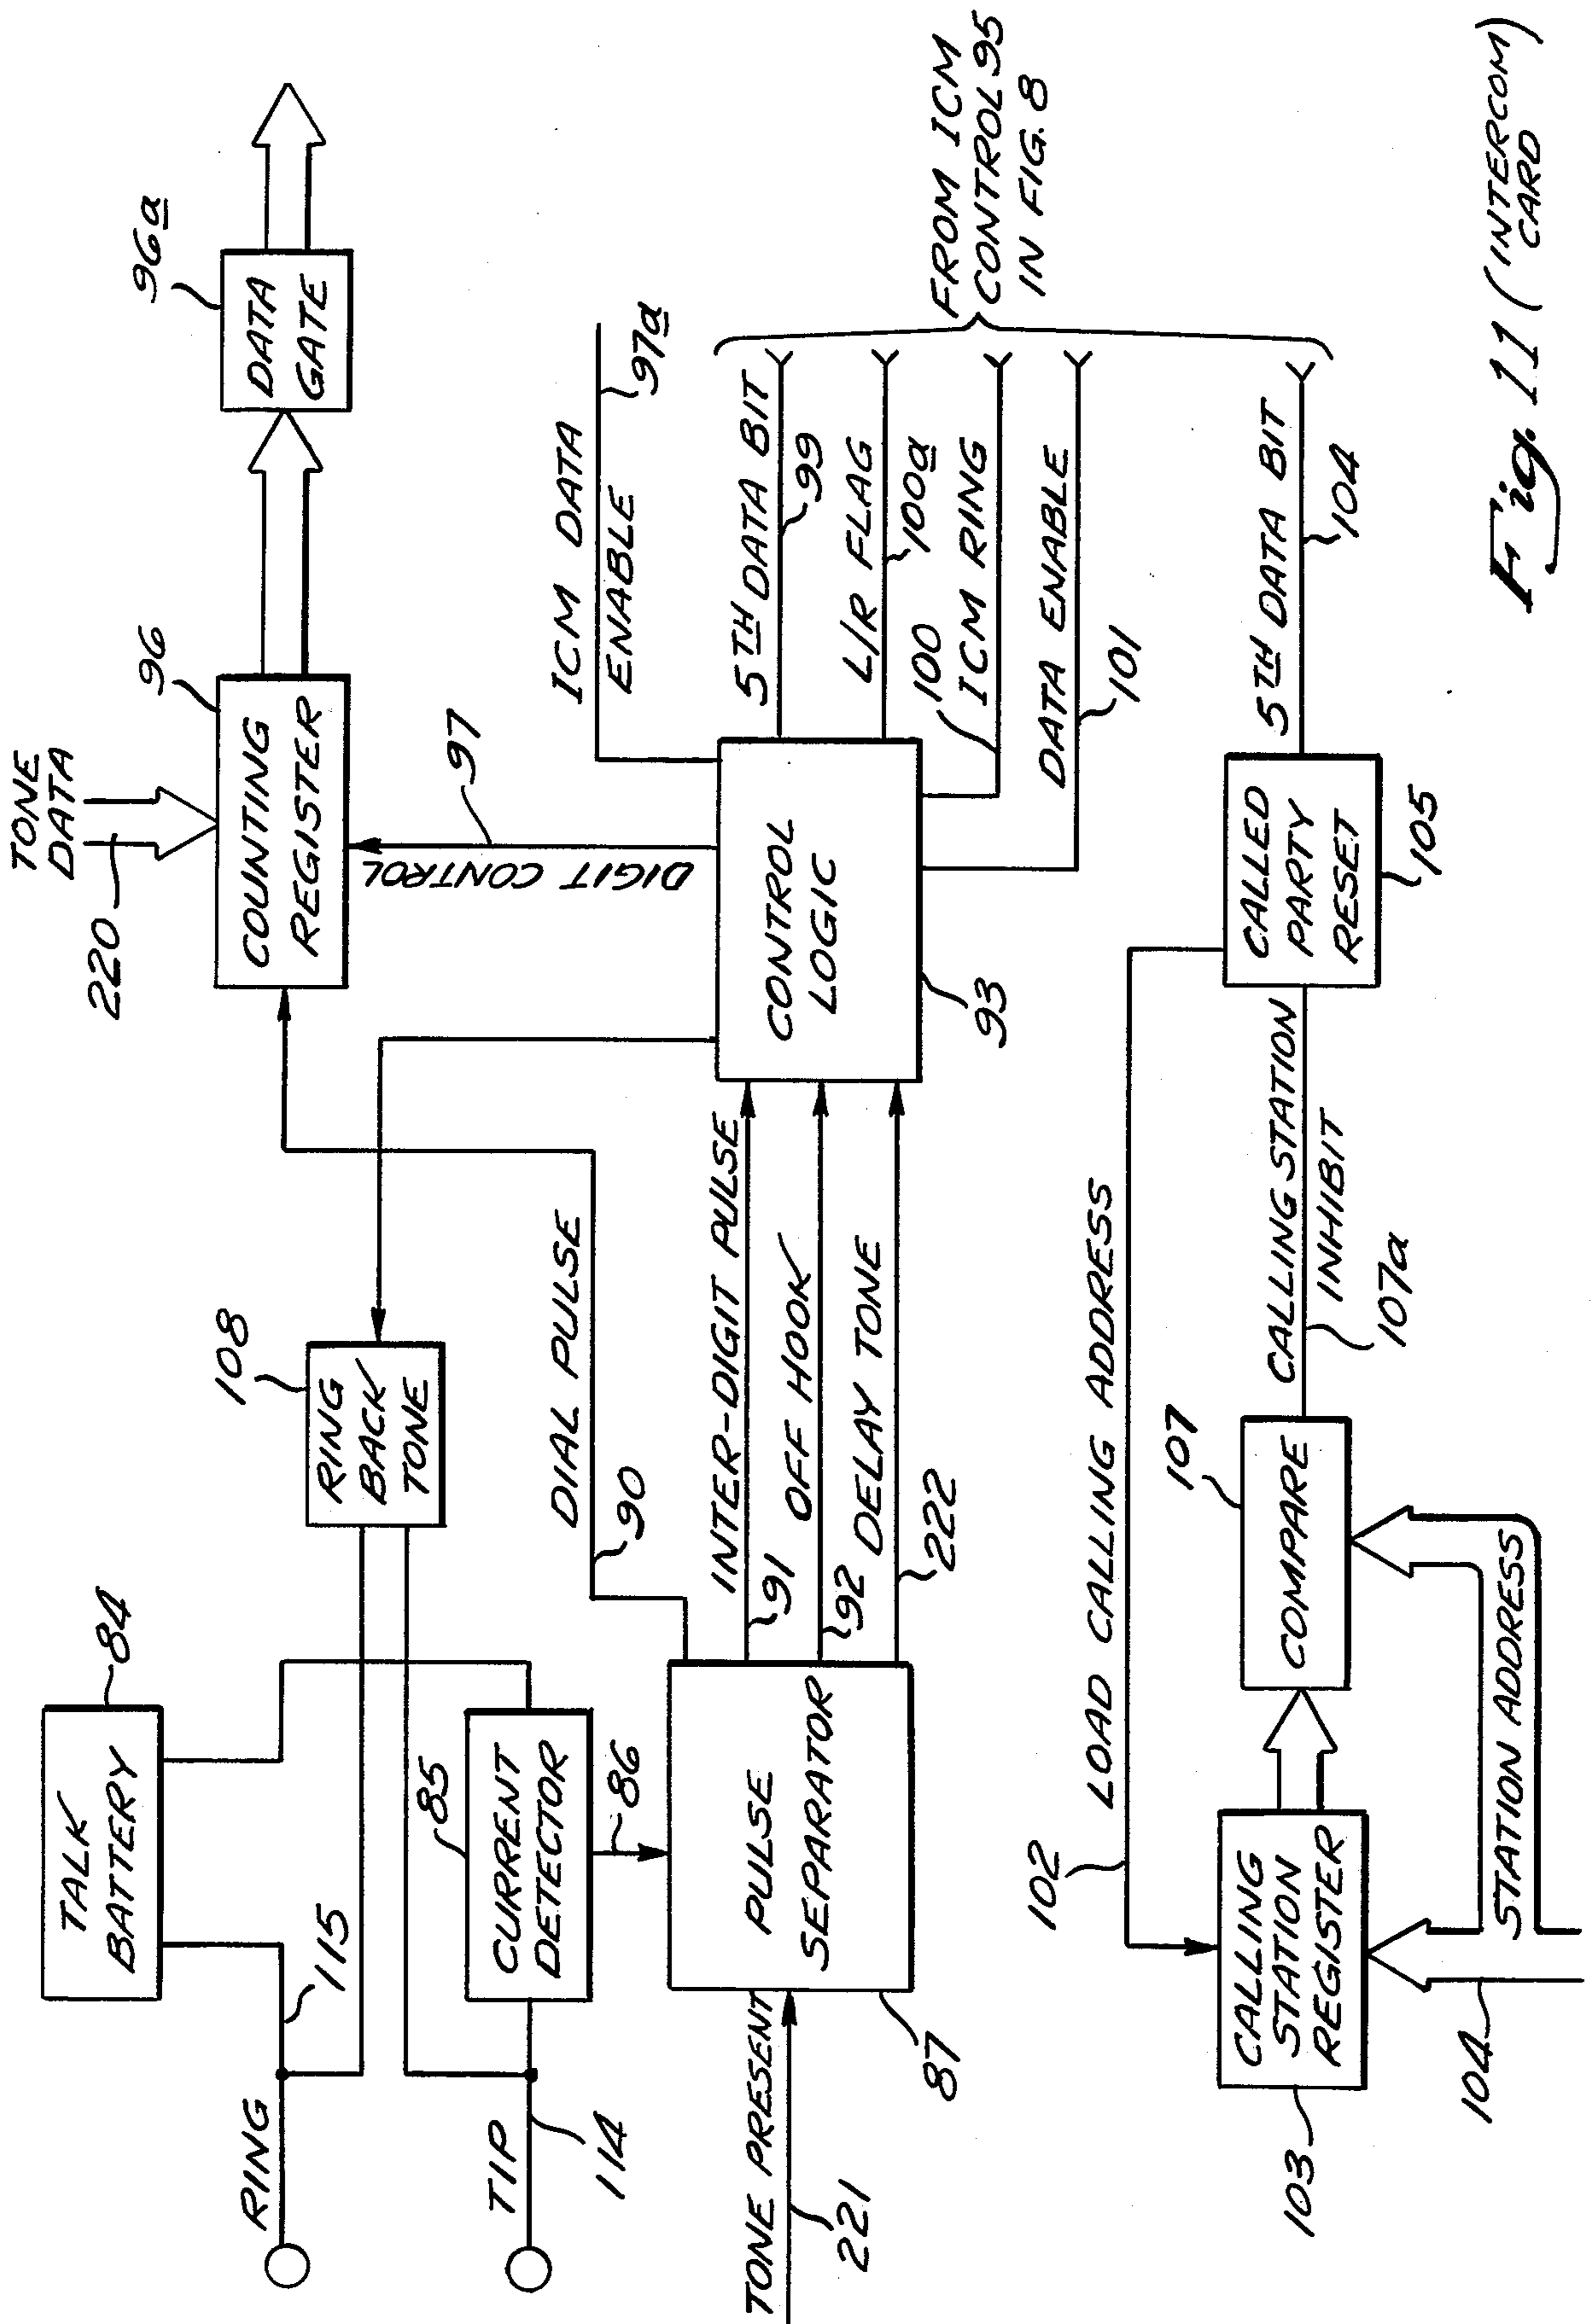 TONE
DATA
220
96
COUNTING
REGISTER
96a
DATA
GATE
TALK
BATTERY
84
115
RING
108
RING
BACK
TONE
97
DIGIT CONTROL
ICM DATA
ENABLE
97a
85
CURRENT
DETECTOR
86
TIP
114
DIAL PULSE
90
TONE PRESENT
221
PULSE
SEPARATOR
87
INTER-DIGIT PULSE
91
OFF HOOK
92
DELAY TONE
222
CONTROL
LOGIC
93
5TH DATA BIT
99
L/R FLAG
100a
100
ICM RING
DATA ENABLE
101
FROM ICM
CONTROL 95
IN FIG. 8
102
LOAD CALLING ADDRESS
CALLING
STATION
REGISTER
103
104
STATION ADDRESS
107
COMPARE
CALLING STATION
INHIBIT
107a
CALLED
PARTY
RESET
105
5TH DATA BIT
104
Fig. 11 (INTERCOM)
CARD